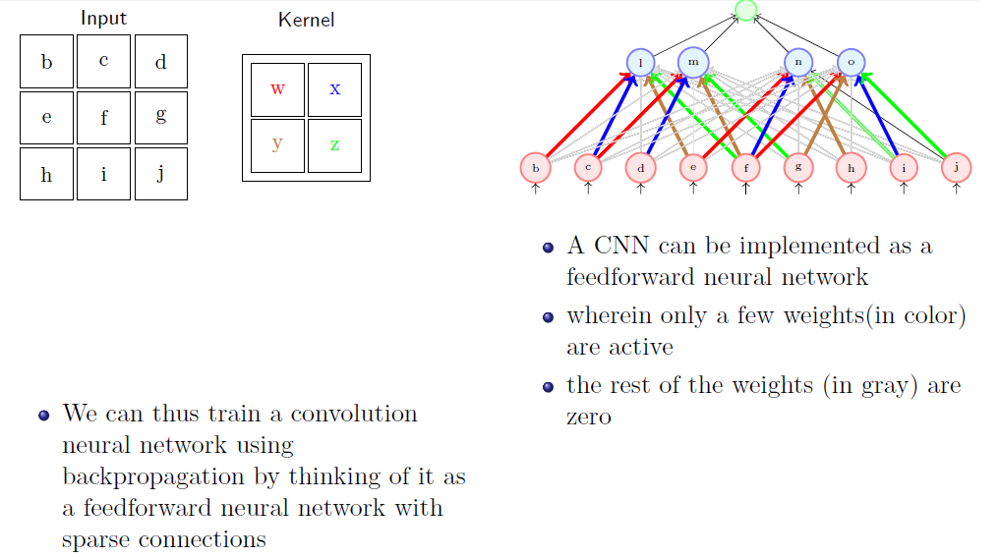 Input
b c d
e f g
h i j
Kernel
w x
y z
l m n o
b c d e f g h i j
A CNN can be implemented as a
feedforward neural network
wherein only a few weights(in color)
are active
the rest of the weights (in gray) are
zero
We can thus train a convolution
neural network using
backpropagation by thinking of it as
a feedforward neural network with
sparse connections